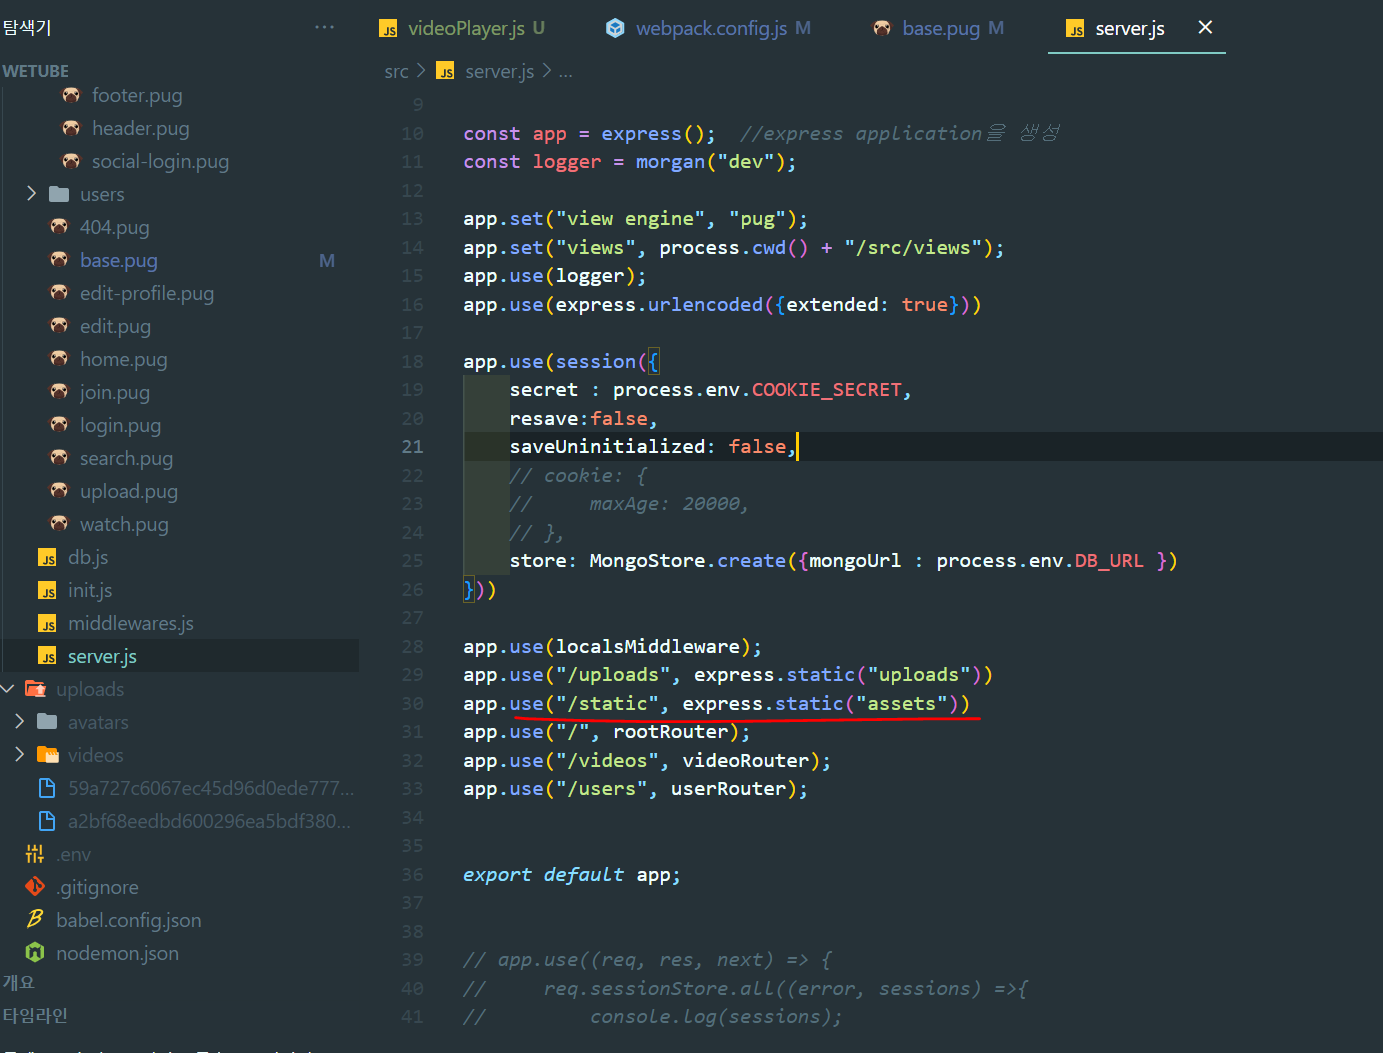 탐색기 ···
WETUBE
footer.pug
header.pug
social-login.pug
users
404.pug
base.pug M
edit-profile.pug
edit.pug
home.pug
join.pug
login.pug
search.pug
upload.pug
watch.pug
db.js
init.js
middlewares.js
server.js
uploads
avatars
videos
59a727c6067ec45d96d0ede777...
a2bf68eedbd600296ea5bdf380...
.env
.gitignore
babel.config.json
nodemon.json
개요
타임라인
JS videoPlayer.js U webpack.config.js M base.pug M JS server.js ×
src > JS server.js > ...
9
10 const app = express(); //express application을 생성
11 const logger = morgan("dev");
12
13 app.set("view engine", "pug");
14 app.set("views", process.cwd() + "/src/views");
15 app.use(logger);
16 app.use(express.urlencoded({extended: true}))
17
18 app.use(session({
19 secret : process.env.COOKIE_SECRET,
20 resave:false,
21 saveUninitialized: false,
22 // cookie: {
23 // maxAge: 20000,
24 // },
25 store: MongoStore.create({mongoUrl : process.env.DB_URL })
26 }))
27
28 app.use(localsMiddleware);
29 app.use("/uploads", express.static("uploads"))
30 app.use("/static", express.static("assets"))
31 app.use("/", rootRouter);
32 app.use("/videos", videoRouter);
33 app.use("/users", userRouter);
34
35
36 export default app;
37
38
39 // app.use((req, res, next) => {
40 // req.sessionStore.all((error, sessions) =>{
41 // console.log(sessions);